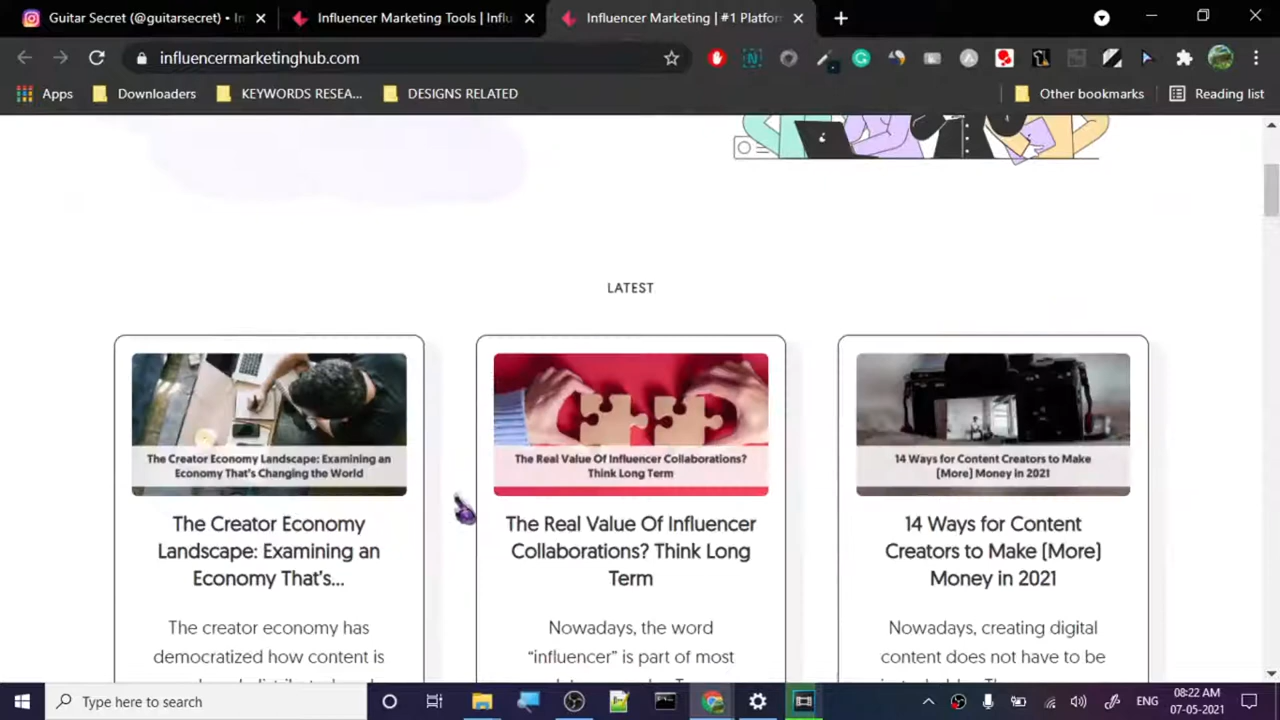 Guitar Secret (@guitarsecret) • In
Influencer Marketing Tools | Influ
Influencer Marketing | #1 Platfor
influencermarketinghub.com
Apps
Downloaders
KEYWORDS RESEA...
DESIGNS RELATED
Other bookmarks
Reading list
LATEST
The Creator Economy Landscape: Examining an
Economy That's Changing the World
The Creator Economy
Landscape: Examining an
Economy That's...
The creator economy has
democratized how content is
The Real Value Of Influencer Collaborations?
Think Long Term
The Real Value Of Influencer
Collaborations? Think Long
Term
Nowadays, the word
“influencer” is part of most
14 Ways for Content Creators to Make
(More) Money in 2021
14 Ways for Content
Creators to Make (More)
Money in 2021
Nowadays, creating digital
content does not have to be
Type here to search
ENG
08:22 AM
07-05-2021